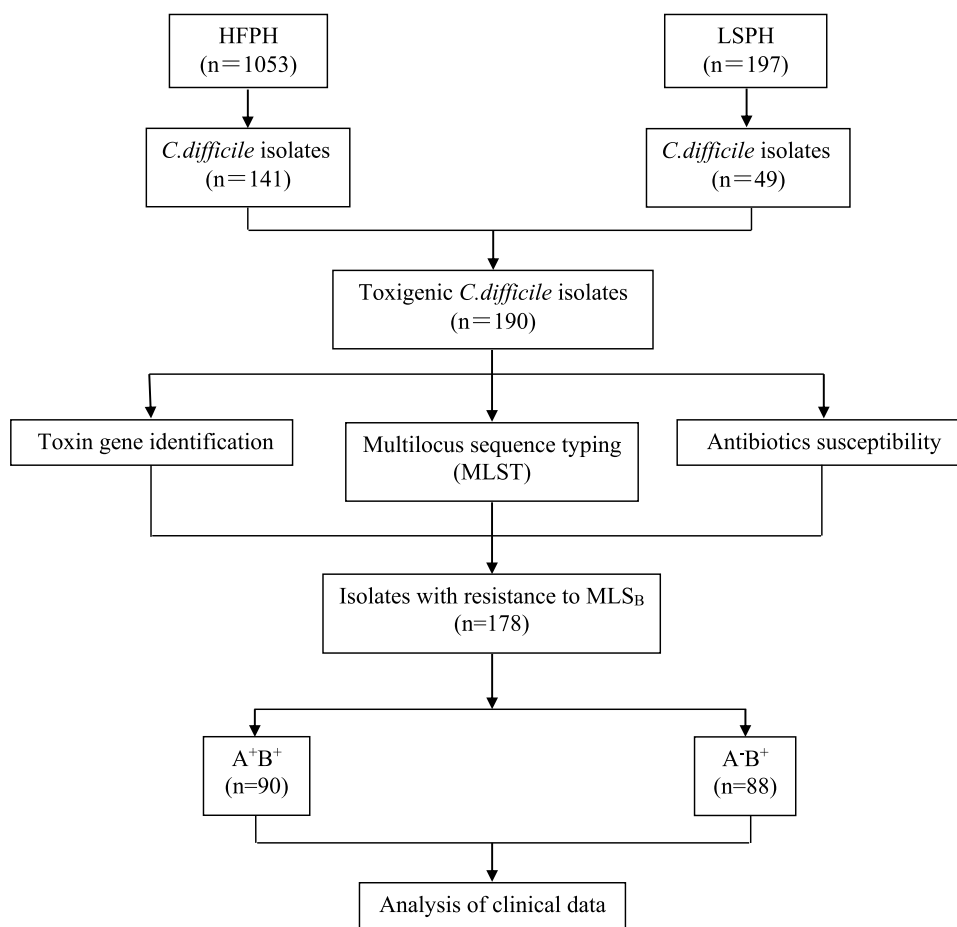 HFPH
(n＝1053)
LSPH
(n＝197)
C.difficile isolates
(n＝141)
C.difficile isolates
(n＝49)
Toxigenic C.difficile isolates
(n＝190)
Toxin gene identification
Multilocus sequence typing
(MLST)
Antibiotics susceptibility
Isolates with resistance to MLS_B
(n=178)
A⁺B⁺
(n=90)
A⁻B⁺
(n=88)
Analysis of clinical data